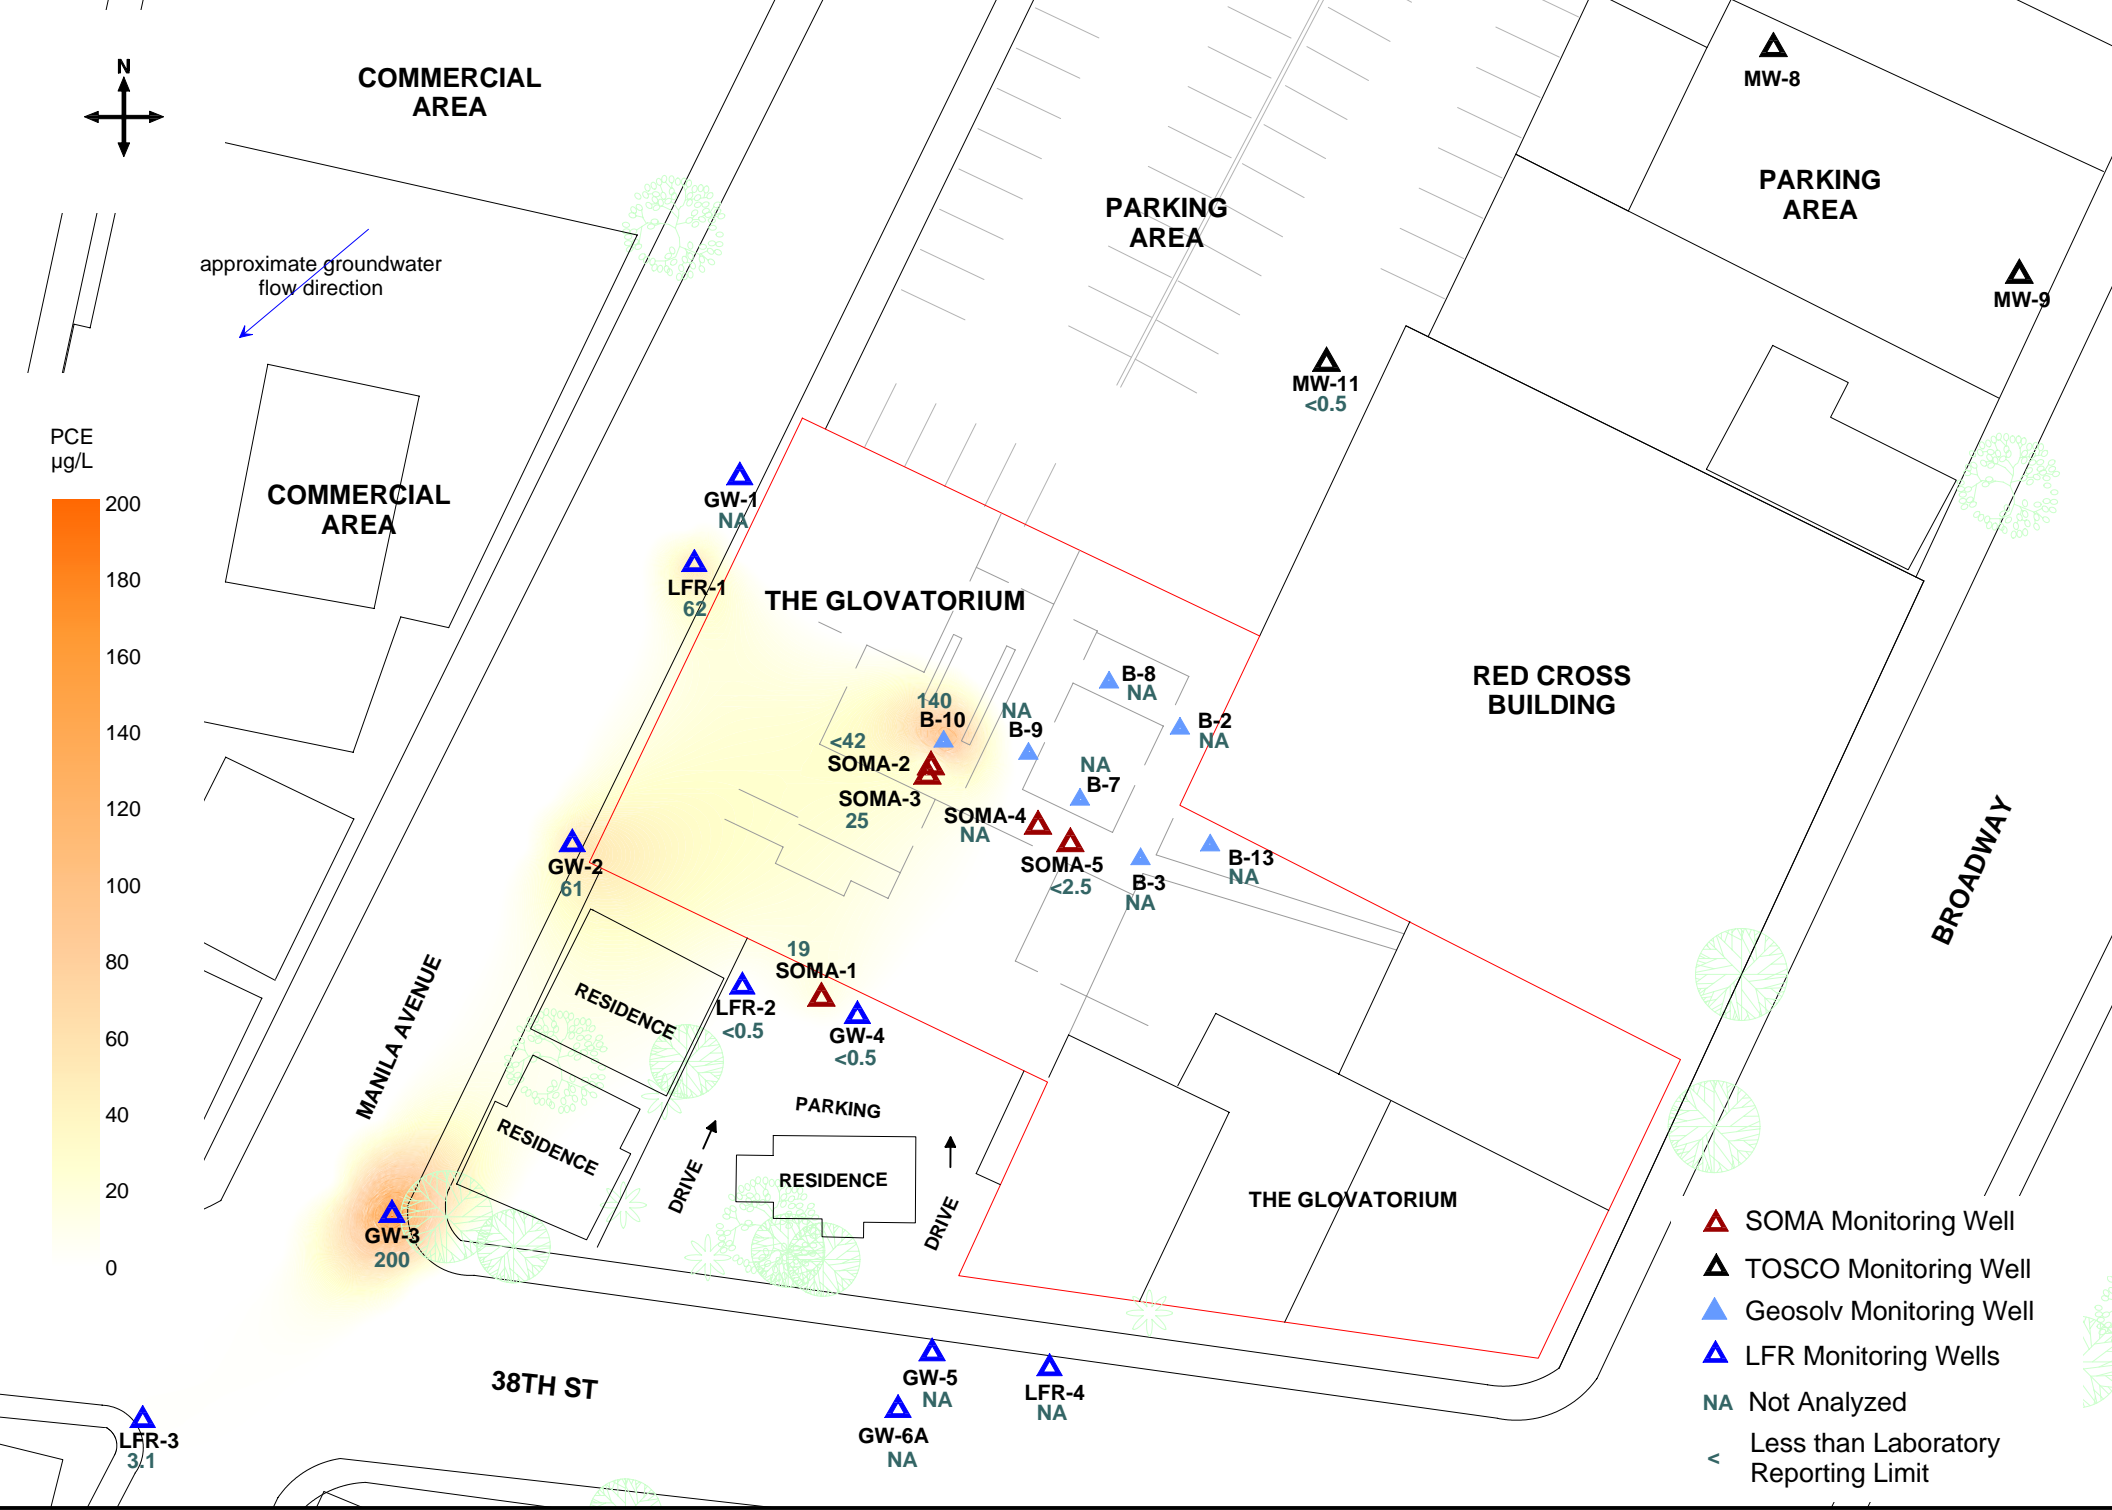 N
COMMERCIAL
AREA
MW-8
PARKING
AREA
PARKING
AREA
approximate groundwater
flow direction
MW-9
MW-11
<0.5
PCE
µg/L
200
180
160
140
120
100
80
60
40
20
0
COMMERCIAL
AREA
GW-1
NA
LFR-1
62
THE GLOVATORIUM
RED CROSS
BUILDING
B-8
NA
140
B-10
NA
B-9
B-2
NA
<42
SOMA-2
NA
B-7
SOMA-3
25
SOMA-4
NA
SOMA-5
<2.5
B-13
NA
B-3
NA
GW-2
61
BROADWAY
19
SOMA-1
MANILA AVENUE
RESIDENCE
LFR-2
<0.5
GW-4
<0.5
PARKING
RESIDENCE
DRIVE
RESIDENCE
DRIVE
THE GLOVATORIUM
GW-3
200
38TH ST
GW-5
NA
LFR-4
NA
GW-6A
NA
LFR-3
3.1
SOMA Monitoring Well
TOSCO Monitoring Well
Geosolv Monitoring Well
LFR Monitoring Wells
NA Not Analyzed
< Less than Laboratory
Reporting Limit